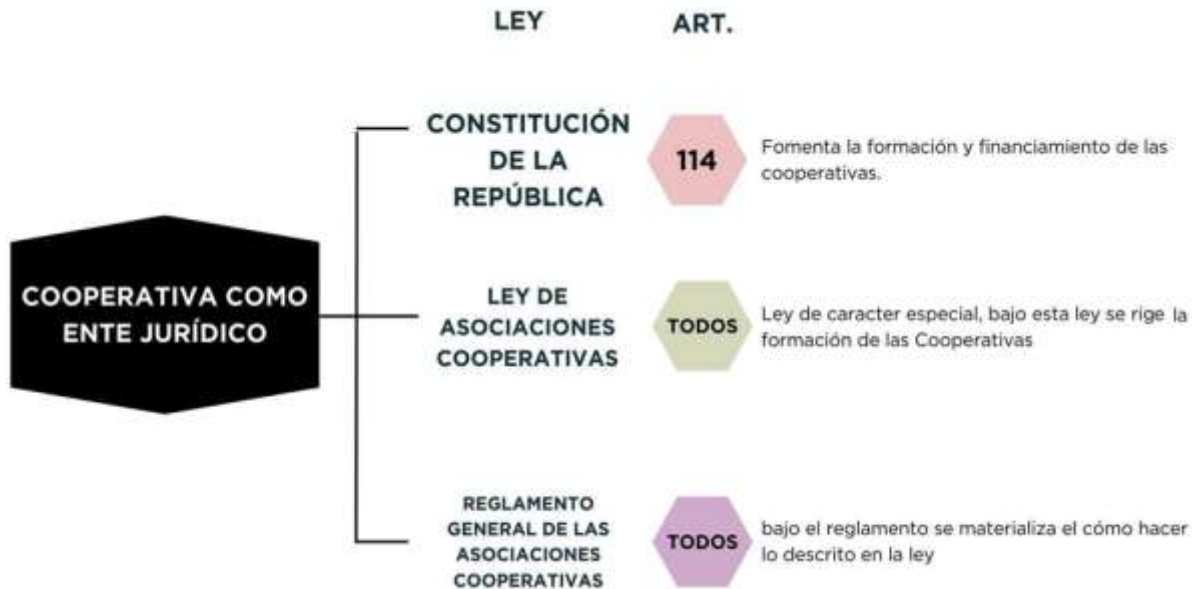 LEY
ART.
COOPERATIVA COMO
ENTE JURÍDICO
CONSTITUCIÓN
DE LA
REPÚBLICA
114
Fomenta la formación y financiamiento de las
cooperativas.
LEY DE
ASOCIACIONES
COOPERATIVAS
TODOS
Ley de caracter especial, bajo esta ley se rige la
formación de las Cooperativas
REGLAMENTO
GENERAL DE LAS
ASOCIACIONES
COOPERATIVAS
TODOS
bajo el reglamento se materializa el cómo hacer
lo descrito en la ley